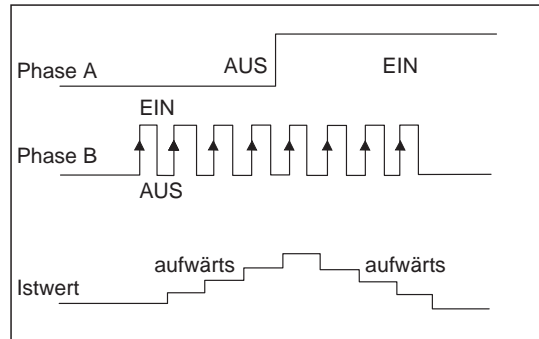 AUS EIN
Phase A
EIN
Phase B
AUS
aufwärts aufwärts
Istwert